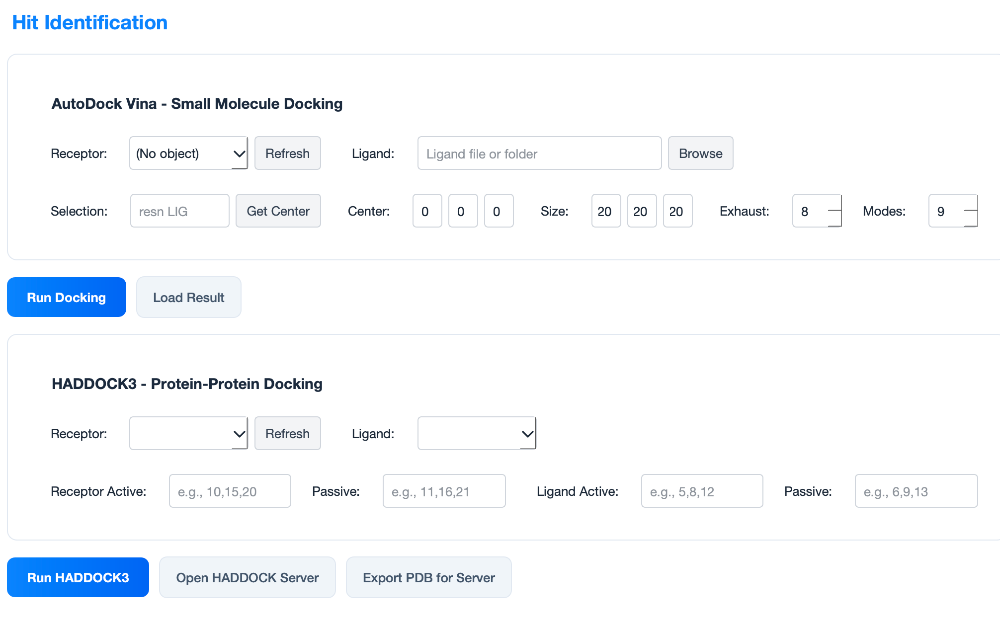 Hit Identification
AutoDock Vina - Small Molecule Docking
Receptor: (No object) Refresh Ligand: Ligand file or folder Browse
Selection: resn LIG Get Center Center: 0 0 0 Size: 20 20 20 Exhaust: 8 Modes: 9
Run Docking Load Result
HADDOCK3 - Protein-Protein Docking
Receptor: Refresh Ligand:
Receptor Active: e.g., 10,15,20 Passive: e.g., 11,16,21 Ligand Active: e.g., 5,8,12 Passive: e.g., 6,9,13
Run HADDOCK3 Open HADDOCK Server Export PDB for Server